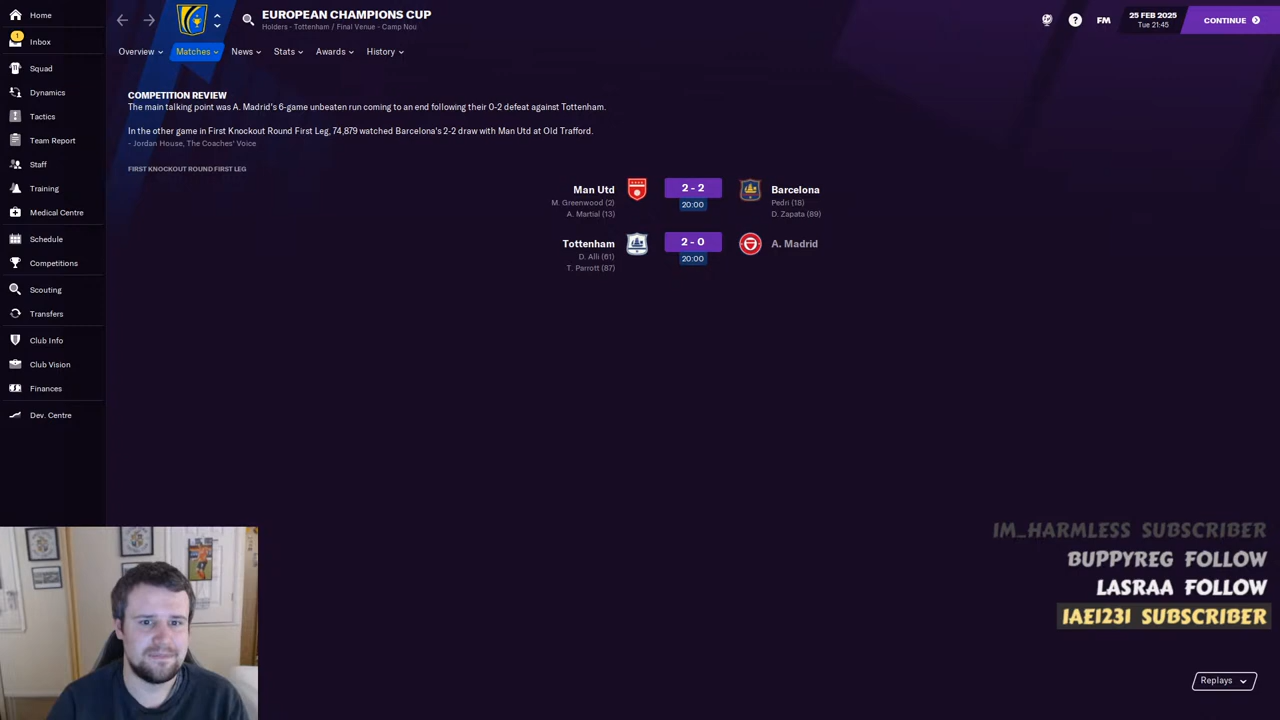 Home
Inbox
1
Squad
Dynamics
Tactics
Team Report
Staff
Training
Medical Centre
Schedule
Competitions
Scouting
Transfers
Club Info
Club Vision
Finances
Dev. Centre
EUROPEAN CHAMPIONS CUP
Holders - Tottenham / Final Venue - Camp Nou
? FM
25 FEB 2025
Tue 21:45
CONTINUE
Overview Matches News Stats Awards History
COMPETITION REVIEW
The main talking point was A. Madrid's 6-game unbeaten run coming to an end following their 0-2 defeat against Tottenham.
In the other game in First Knockout Round First Leg, 74,879 watched Barcelona's 2-2 draw with Man Utd at Old Trafford.
- Jordan House, The Coaches' Voice
FIRST KNOCKOUT ROUND FIRST LEG
Man Utd 2 - 2 Barcelona
M. Greenwood (2) 20:00 Pedri (18)
A. Martial (13) D. Zapata (89)
Tottenham 2 - 0 A. Madrid
D. Alli (61) 20:00
T. Parrott (87)
IM_HARMLESS SUBSCRIBER
BUPPYREG FOLLOW
LASRAA FOLLOW
IAE1231 SUBSCRIBER
Replays